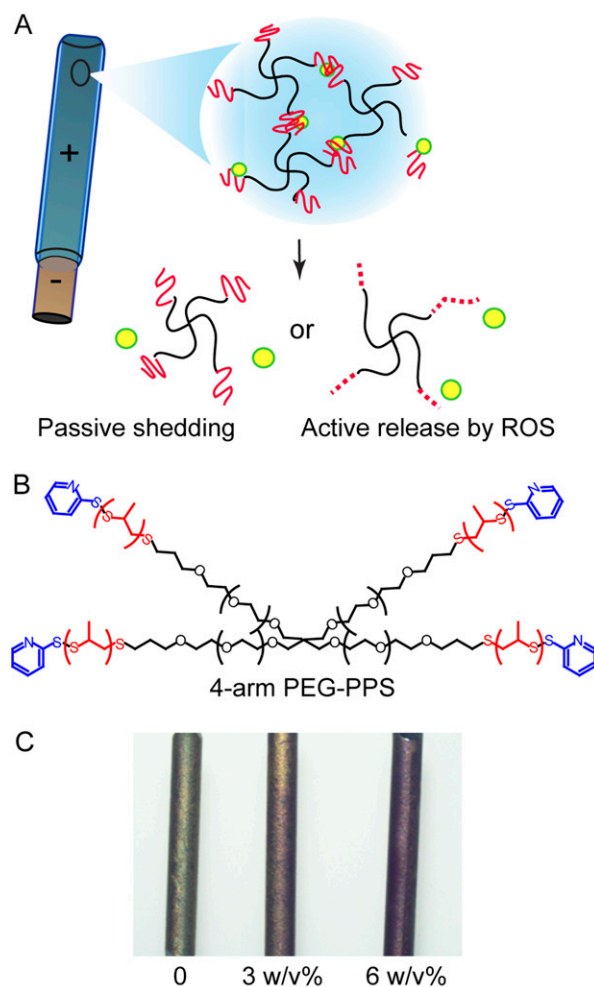 A
+
-
or
Passive shedding
Active release by ROS
B
N S S S S S S N
O O O O
N S S S O O O O O O S S S N
4-arm PEG-PPS
C
0 3 w/v% 6 w/v%